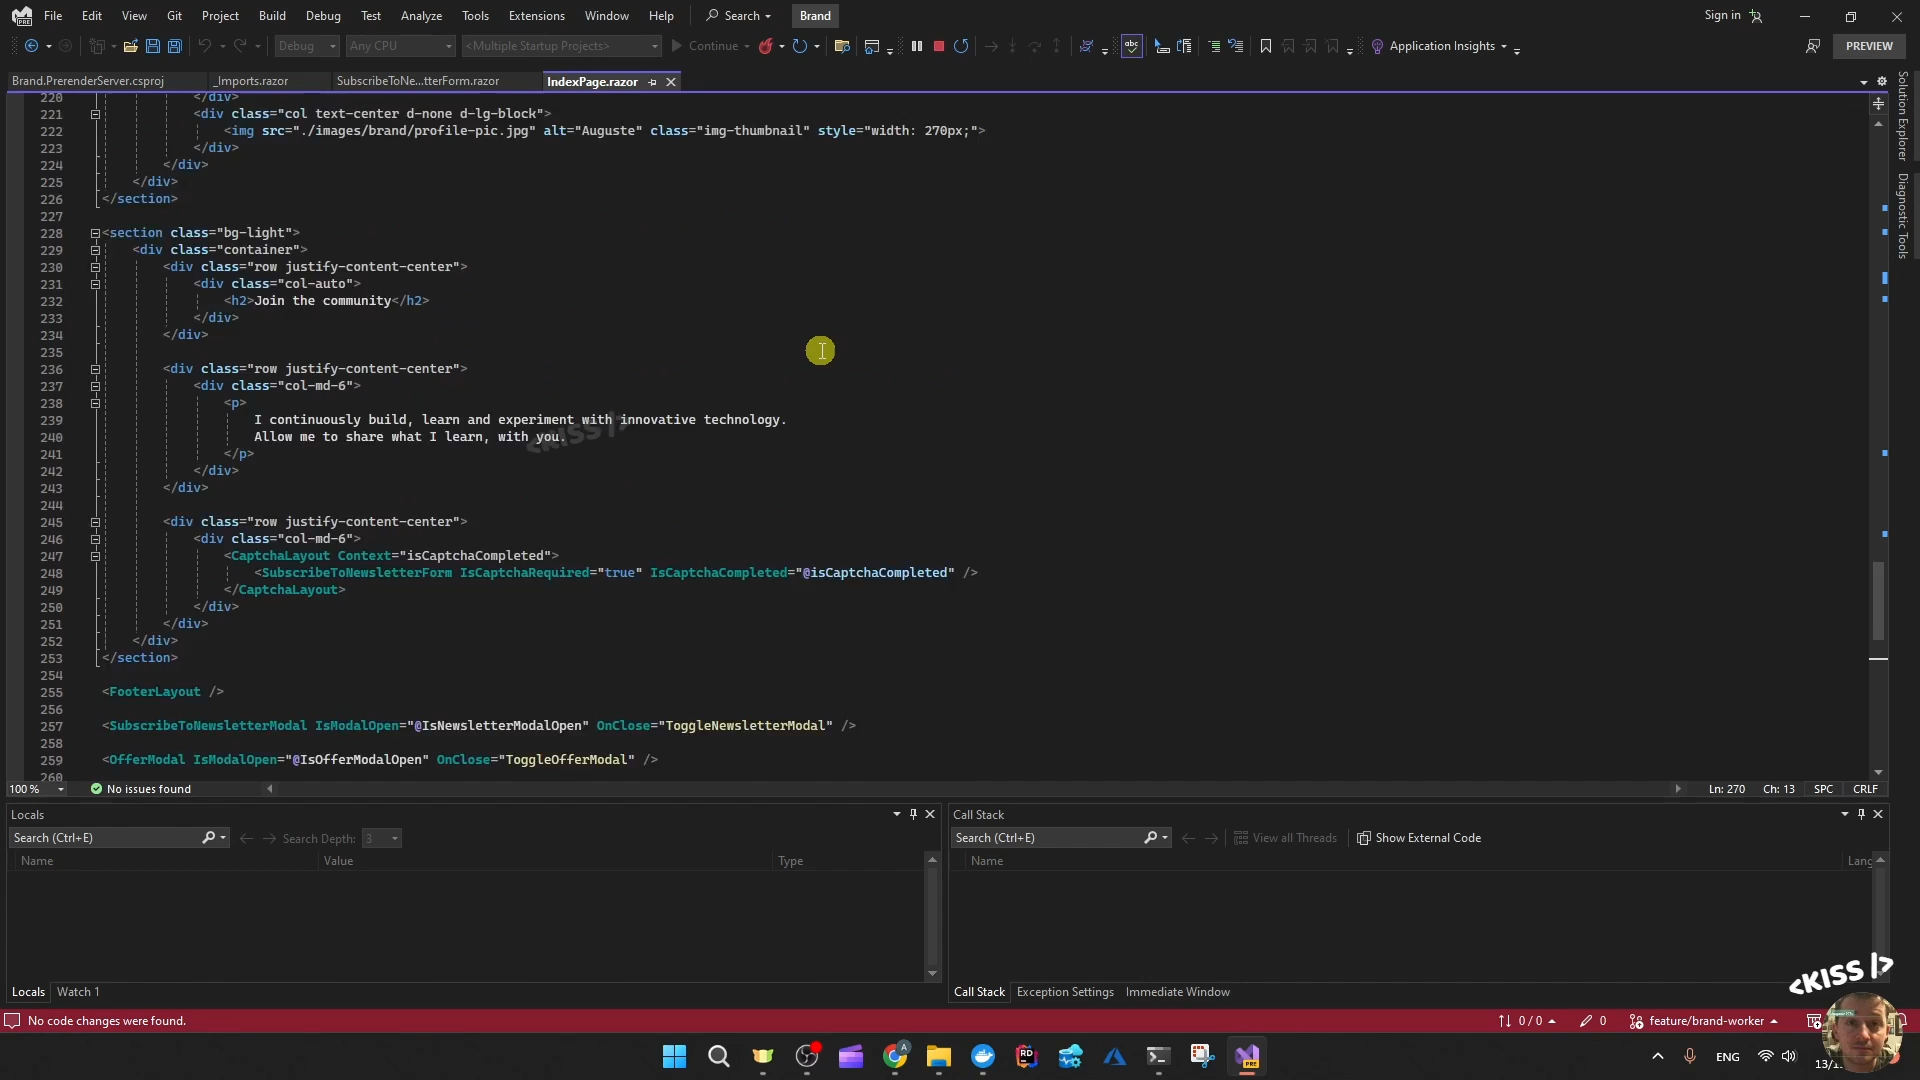 File Edit View Git Project Build Debug Test Analyze Tools Extensions Window Help Search Brand Sign in
Debug Any CPU <Multiple Startup Projects> Continue Application Insights PREVIEW
Brand.PrerenderServer.csproj _Imports.razor SubscribeToNe...tterForm.razor IndexPage.razor
220 </div>
221 <div class="col text-center d-none d-lg-block">
222 <img src="./images/brand/profile-pic.jpg" alt="Auguste" class="img-thumbnail" style="width: 270px;">
223 </div>
224 </div>
225 </div>
226 </section>
227
228 <section class="bg-light">
229 <div class="container">
230 <div class="row justify-content-center">
231 <div class="col-auto">
232 <h2>Join the community</h2>
233 </div>
234 </div>
235
236 <div class="row justify-content-center">
237 <div class="col-md-6">
238 <p>
239 I continuously build, learn and experiment with innovative technology.
240 Allow me to share what I learn, with you.
<KISS />
241 </p>
242 </div>
243 </div>
244
245 <div class="row justify-content-center">
246 <div class="col-md-6">
247 <CaptchaLayout Context="isCaptchaCompleted">
248 <SubscribeToNewsletterForm IsCaptchaRequired="true" IsCaptchaCompleted="@isCaptchaCompleted" />
249 </CaptchaLayout>
250 </div>
251 </div>
252 </div>
253 </section>
254
255 <FooterLayout />
256
257 <SubscribeToNewsletterModal IsModalOpen="@IsNewsletterModalOpen" OnClose="ToggleNewsletterModal" />
258
259 <OfferModal IsModalOpen="@IsOfferModalOpen" OnClose="ToggleOfferModal" />
260
Solution Explorer
Diagnostic Tools
100 % No issues found Ln: 270 Ch: 13 SPC CRLF
Locals
Search (Ctrl+E) Search Depth: 3
Name Value Type
Locals Watch 1
Call Stack
Search (Ctrl+E) View all Threads Show External Code
Name Lang
Call Stack Exception Settings Immediate Window
<KISS />
No code changes were found. 0 / 0 0 feature/brand-worker
A RD PRE ENG